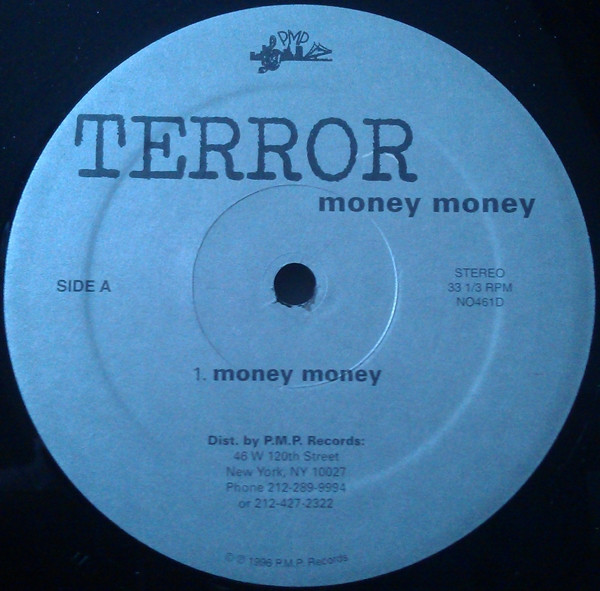 PMP
TERROR
money money
SIDE A
STEREO
33 1/3 RPM
NO461D
1. money money
Dist. by P.M.P. Records:
46 W 120th Street
New York, NY 10027
Phone 212-289-9994
or 212-427-2322
© ℗ 1996 P.M.P. Records